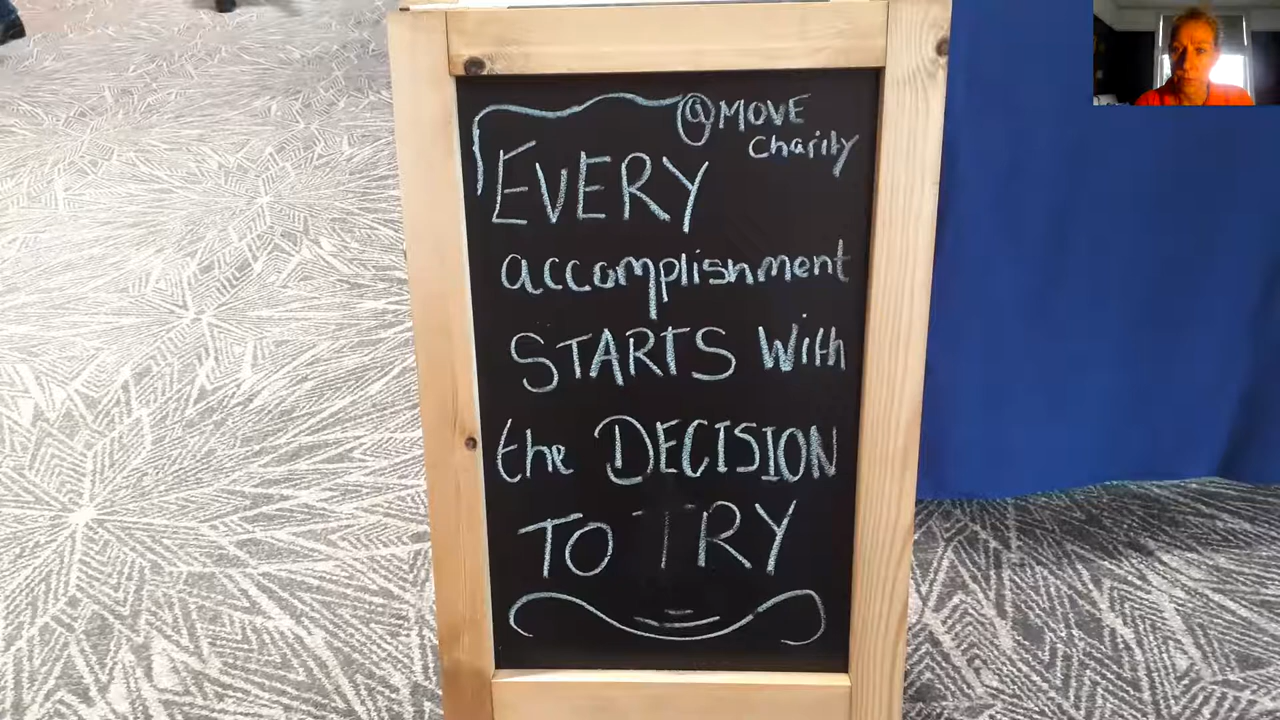 @MOVE
Charity
EVERY
accomplishment
STARTS With
the DECISION
TO TRY